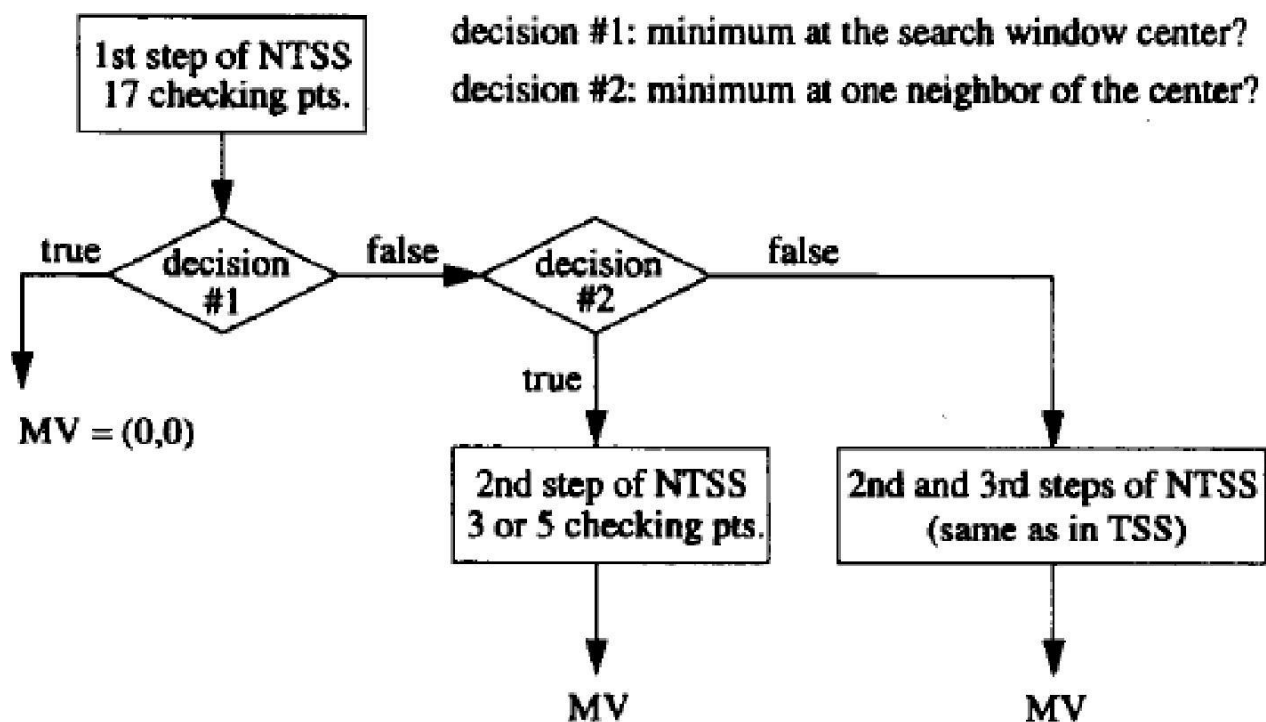 1st step of NTSS
17 checking pts.
decision #1: minimum at the search window center?
decision #2: minimum at one neighbor of the center?
true
decision
#1
false
decision
#2
false
true
MV = (0,0)
2nd step of NTSS
3 or 5 checking pts.
2nd and 3rd steps of NTSS
(same as in TSS)
MV
MV